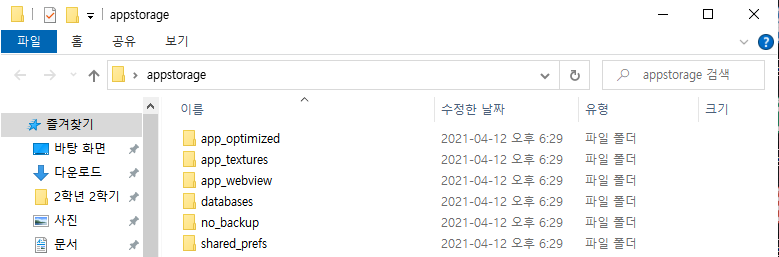 appstorage
파일 홈 공유 보기
appstorage appstorage 검색
이름 수정한 날짜 유형 크기
즐겨찾기
바탕 화면
다운로드
2학년 2학기
사진
문서
app_optimized 2021-04-12 오후 6:29 파일 폴더
app_textures 2021-04-12 오후 6:29 파일 폴더
app_webview 2021-04-12 오후 6:29 파일 폴더
databases 2021-04-12 오후 6:29 파일 폴더
no_backup 2021-04-12 오후 6:29 파일 폴더
shared_prefs 2021-04-12 오후 6:29 파일 폴더